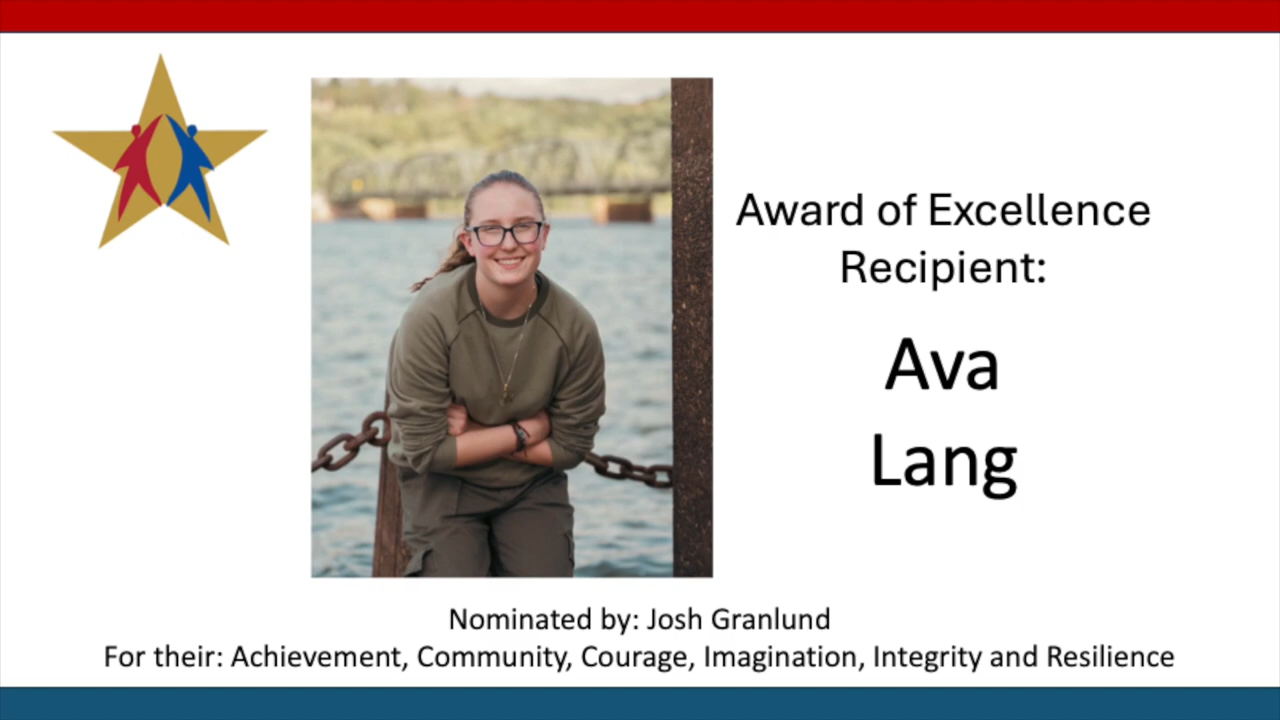 Award of Excellence
Recipient:
Ava
Lang
Nominated by: Josh Granlund
For their: Achievement, Community, Courage, Imagination, Integrity and Resilience